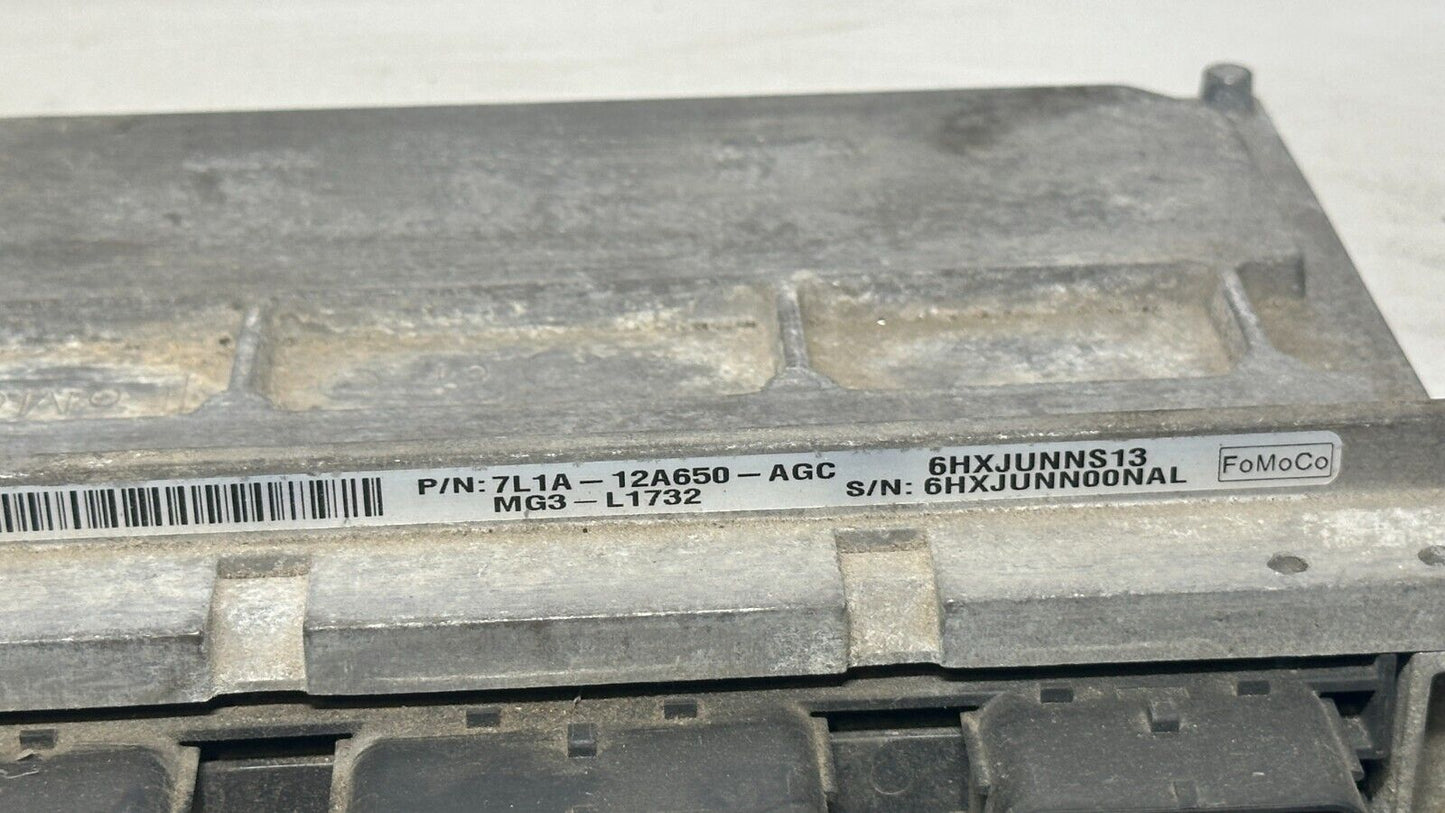 P/N: 7L1A-12A650-AGC
MG3-L1732
6HXJUNNS13
S/N: 6HXJUNN00NAL
FoMoCo